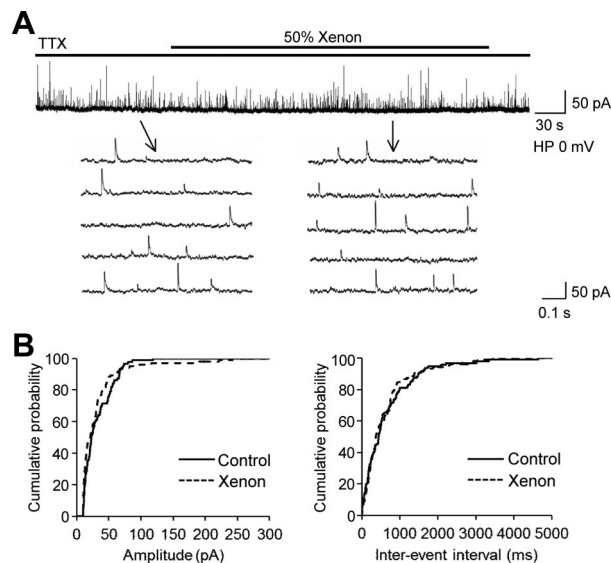 A
TTX
50% Xenon
50 pA
30 s
HP 0 mV
50 pA
0.1 s
B
Cumulative probability
100
80
60
40
20
0
Control
Xenon
0 50 100 150 200 250 300
Amplitude (pA)
Cumulative probability
100
80
60
40
20
0
Control
Xenon
0 1000 2000 3000 4000 5000
Inter-event interval (ms)